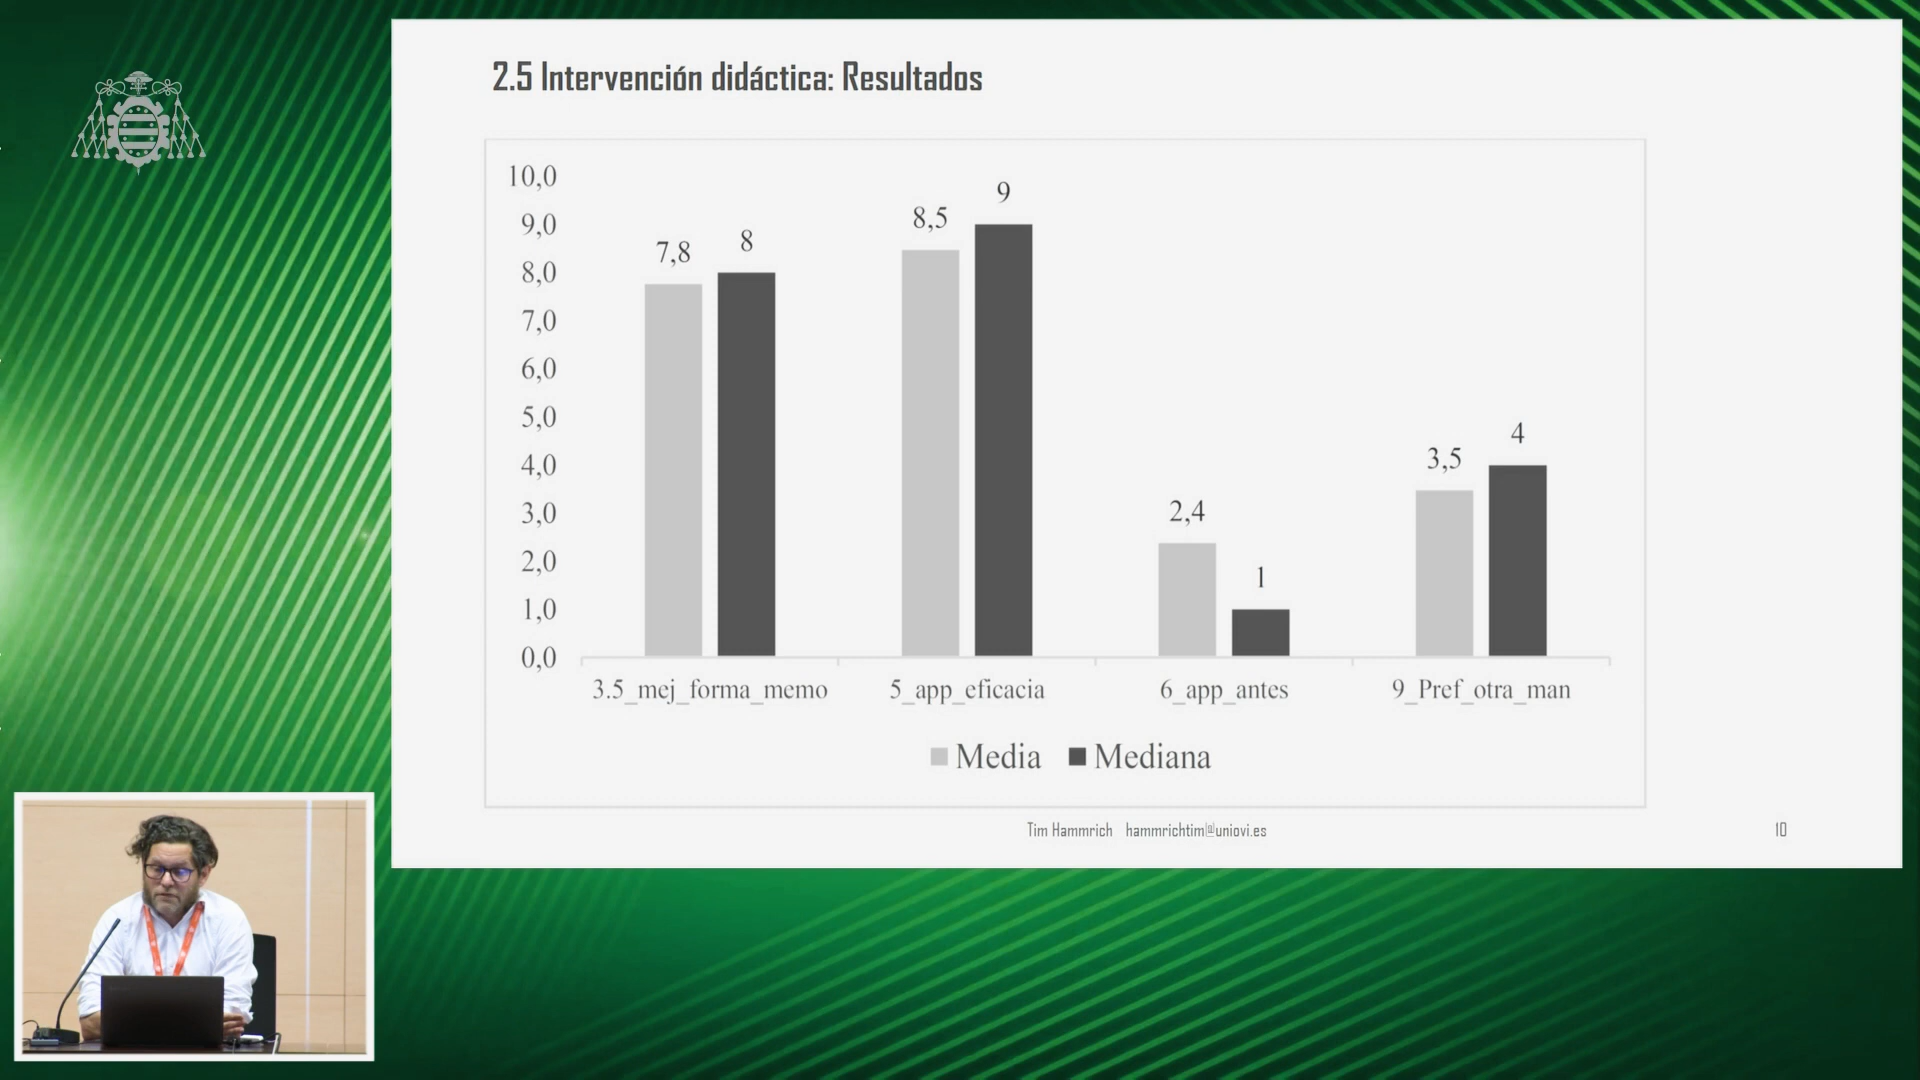 2.5 Intervención didáctica: Resultados
10,0
9,0
8,0
7,0
6,0
5,0
4,0
3,0
2,0
1,0
0,0
7,8
8
8,5
9
2,4
1
3,5
4
3.5_mej_forma_memo
5_app_eficacia
6_app_antes
9_Pref_otra_man
Media
Mediana
Tim Hammrich hammrichtim@uniovi.es
10